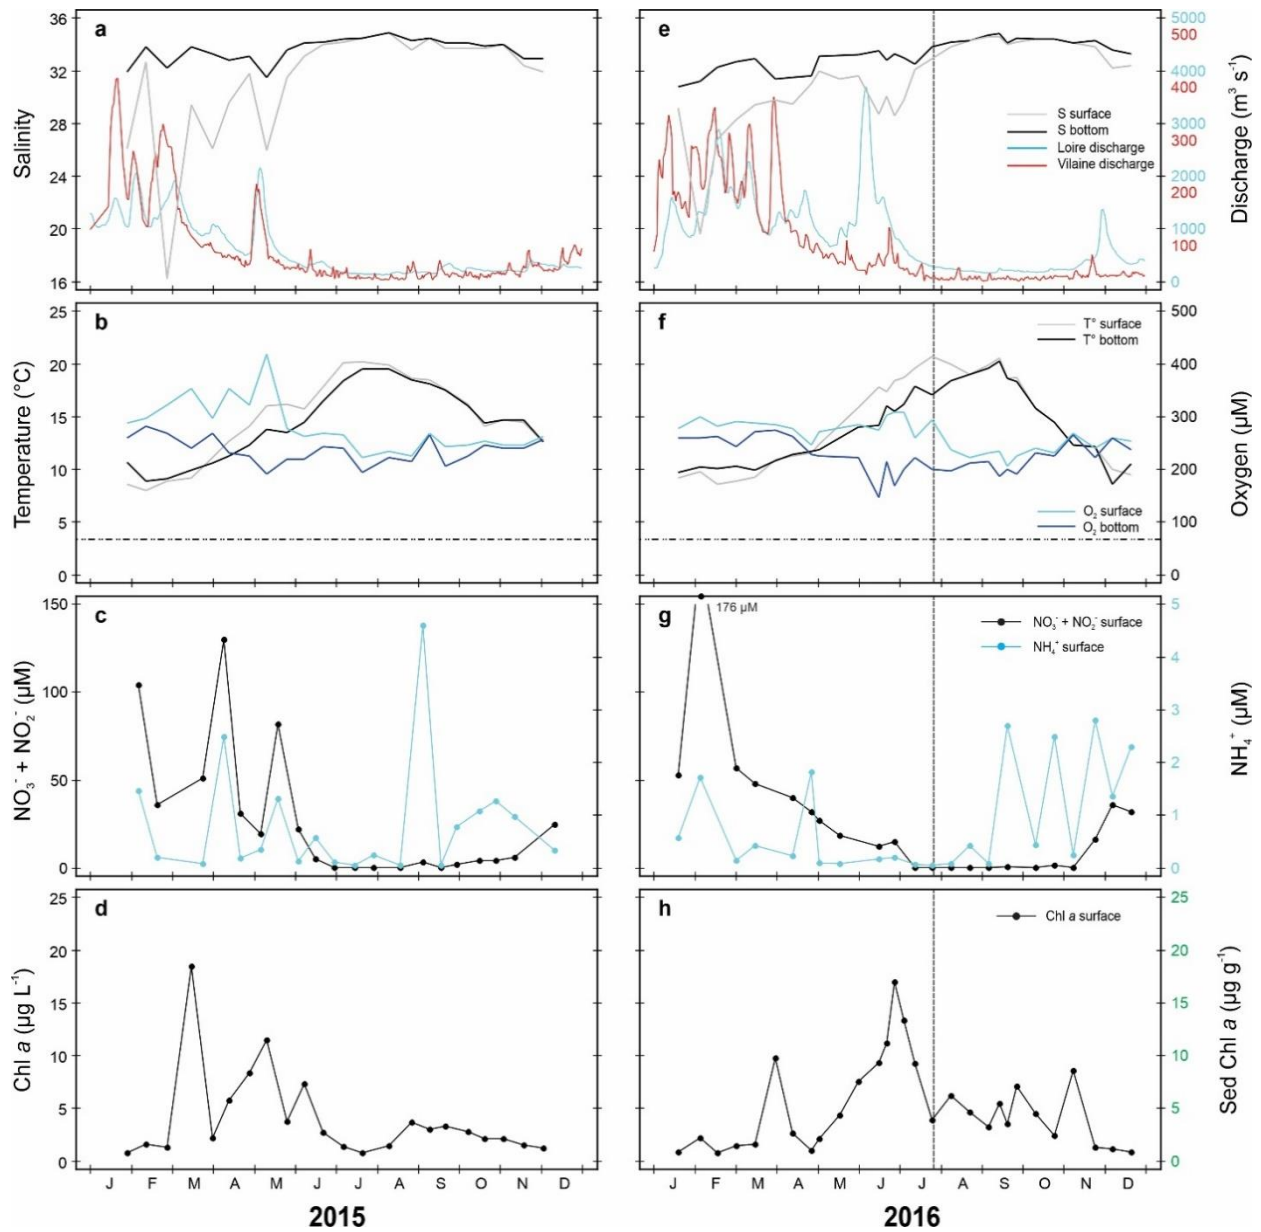 a
e
36
32
28
24
20
16
Salinity
5000
500
4000
400
3000
300
2000
200
1000
100
0
0
Discharge (m³ s⁻¹)
S surface
S bottom
Loire discharge
Vilaine discharge
b
f
25
20
15
10
5
0
Temperature (°C)
500
400
300
200
100
0
Oxygen (µM)
T° surface
T° bottom
O₂ surface
O₂ bottom
c
g
150
100
50
0
NO₃⁻ + NO₂⁻ (µM)
176 µM
5
4
3
2
1
0
NH₄⁺ (µM)
NO₃⁻ + NO₂⁻ surface
NH₄⁺ surface
d
h
25
20
15
10
5
0
Chl a (µg L⁻¹)
25
20
15
10
5
0
Sed Chl a (µg g⁻¹)
Chl a surface
J F M A M J J A S O N D
J F M A M J J A S O N D
2015
2016